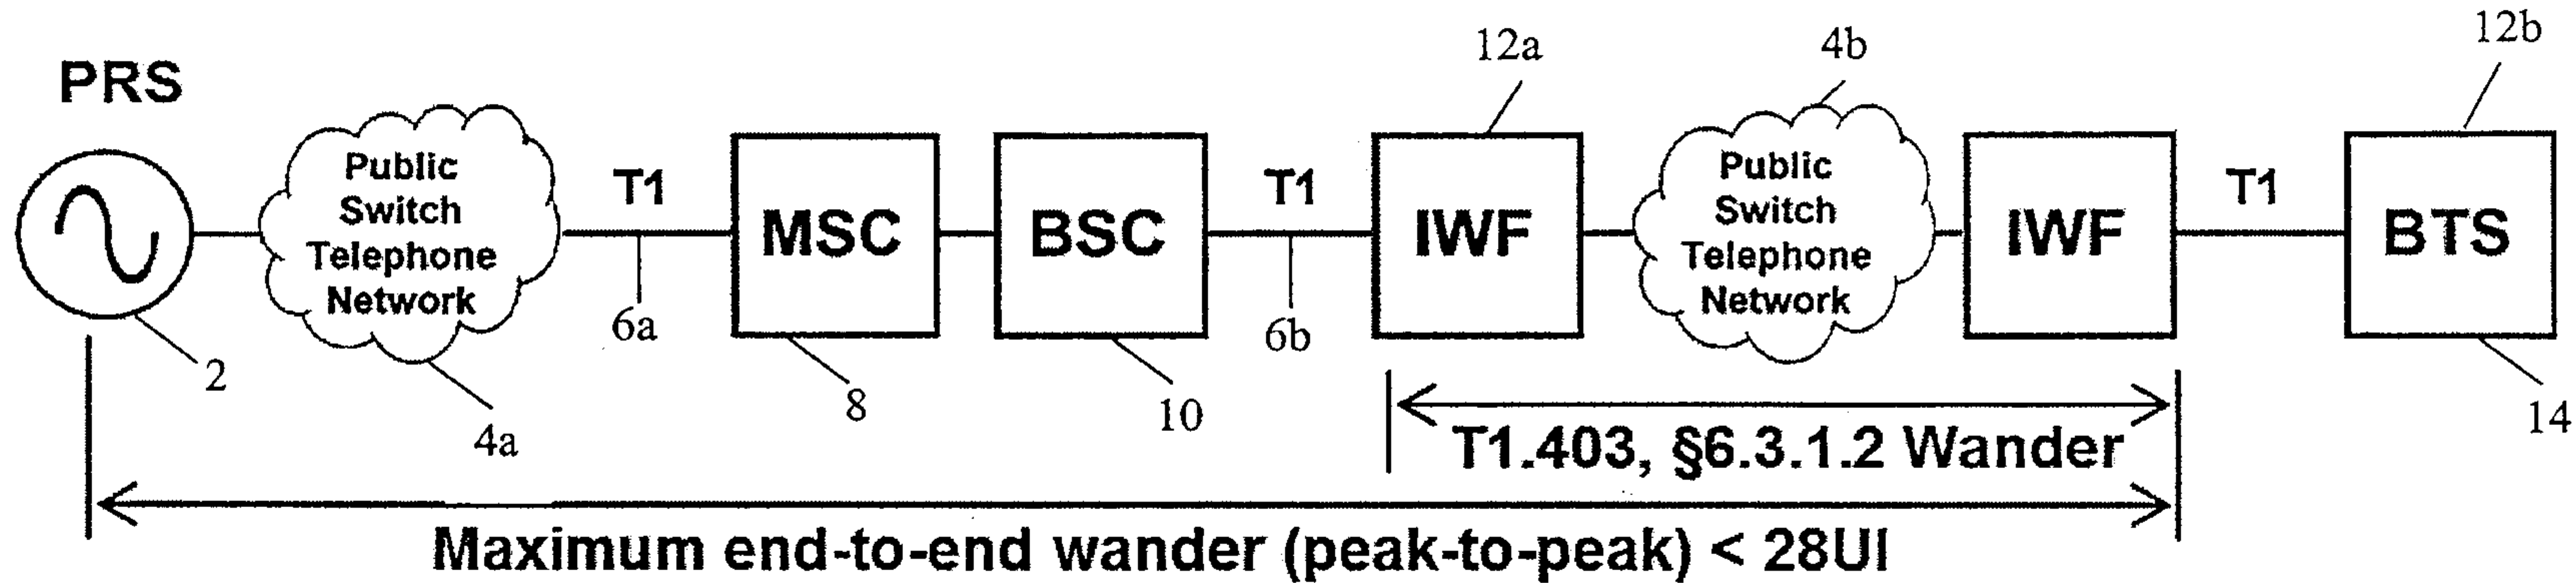 PRS
12a
4b
12b
Public
Switch
Telephone
Network
T1
MSC
BSC
T1
IWF
Public
Switch
Telephone
Network
IWF
T1
BTS
2
4a
6a
8
10
6b
14
T1.403, §6.3.1.2 Wander
Maximum end-to-end wander (peak-to-peak) < 28UI